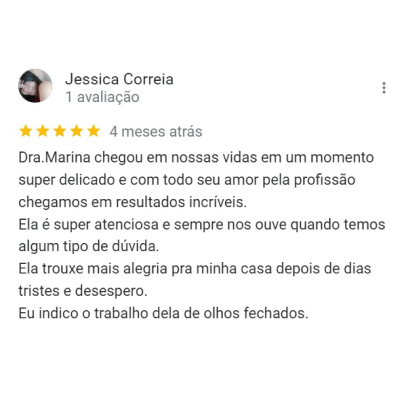 Jessica Correia
1 avaliação
4 meses atrás
Dra.Marina chegou em nossas vidas em um momento
super delicado e com todo seu amor pela profissão
chegamos em resultados incríveis.
Ela é super atenciosa e sempre nos ouve quando temos
algum tipo de dúvida.
Ela trouxe mais alegria pra minha casa depois de dias
tristes e desespero.
Eu indico o trabalho dela de olhos fechados.